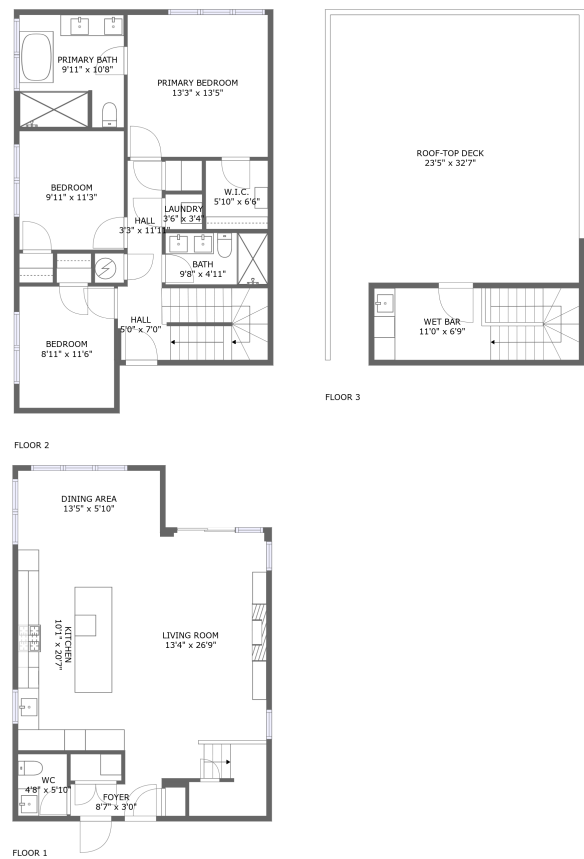 PRIMARY BATH
9'11" x 10'8"
PRIMARY BEDROOM
13'3" x 13'5"
BEDROOM
9'11" x 11'3"
W.I.C.
5'10" x 6'6"
LAUNDRY
3'6" x 3'4"
HALL
3'3" x 11'11"
BATH
9'8" x 4'11"
HALL
5'0" x 7'0"
BEDROOM
8'11" x 11'6"
FLOOR 2
ROOF-TOP DECK
23'5" x 32'7"
WET BAR
11'0" x 6'9"
FLOOR 3
DINING AREA
13'5" x 5'10"
KITCHEN
10'1" x 20'7"
LIVING ROOM
13'4" x 26'9"
WC
4'8" x 5'10"
FOYER
8'7" x 3'0"
FLOOR 1